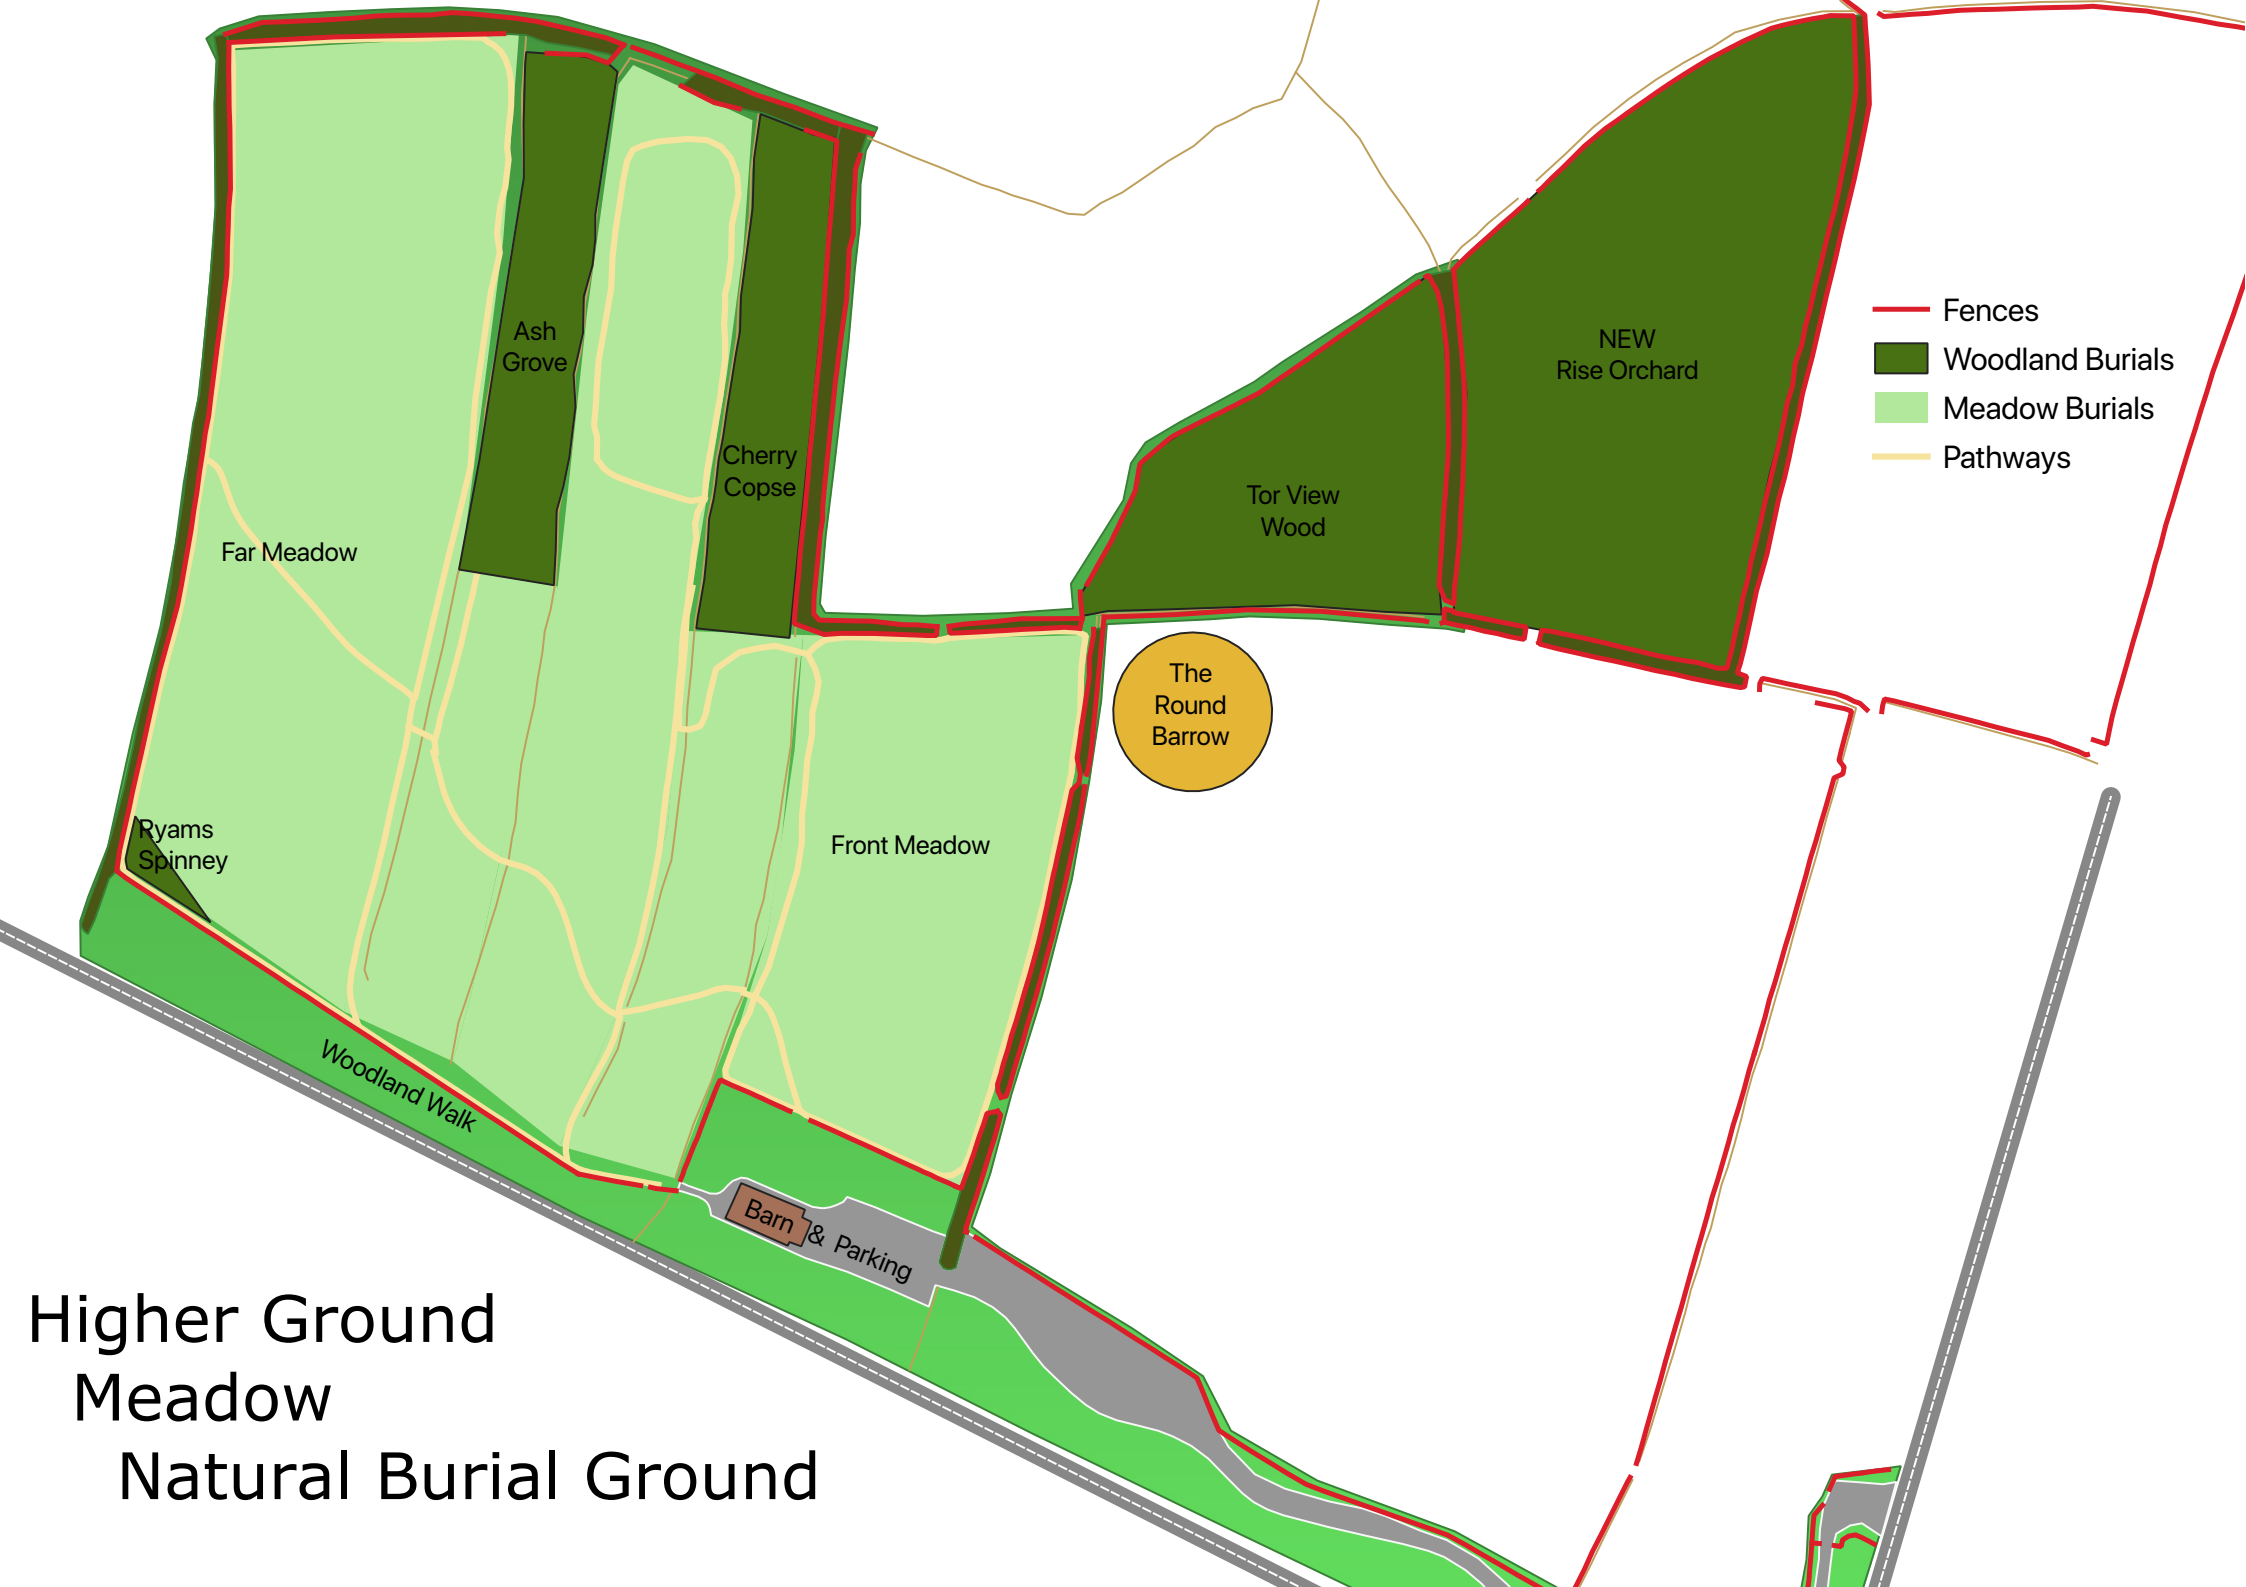 Ash
Grove
NEW
Rise Orchard
Fences
Woodland Burials
Meadow Burials
Pathways
Cherry
Copse
Tor View
Wood
Far Meadow
The
Round
Barrow
Ryams
Spinney
Front Meadow
Woodland Walk
Barn & Parking
Higher Ground
Meadow
Natural Burial Ground